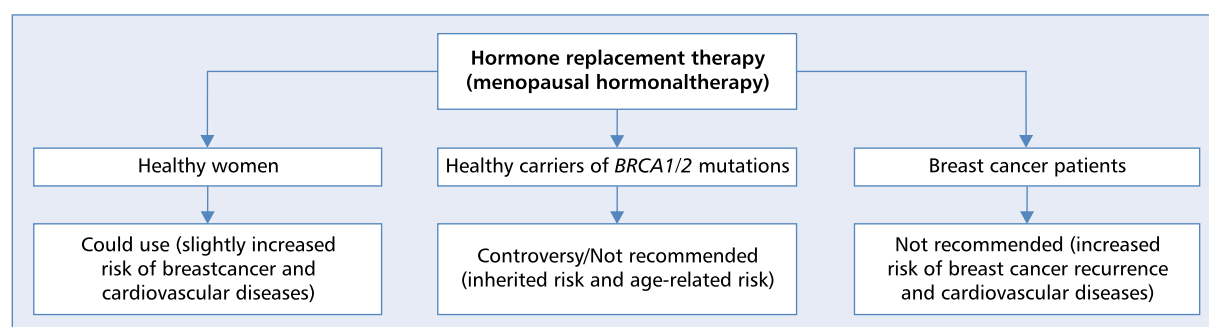 Hormone replacement therapy
(menopausal hormonaltherapy)
Healthy women
Healthy carriers of BRCA1/2 mutations
Breast cancer patients
Could use (slightly increased
risk of breastcancer and
cardiovascular diseases)
Controversy/Not recommended
(inherited risk and age-related risk)
Not recommended (increased
risk of breast cancer recurrence
and cardiovascular diseases)